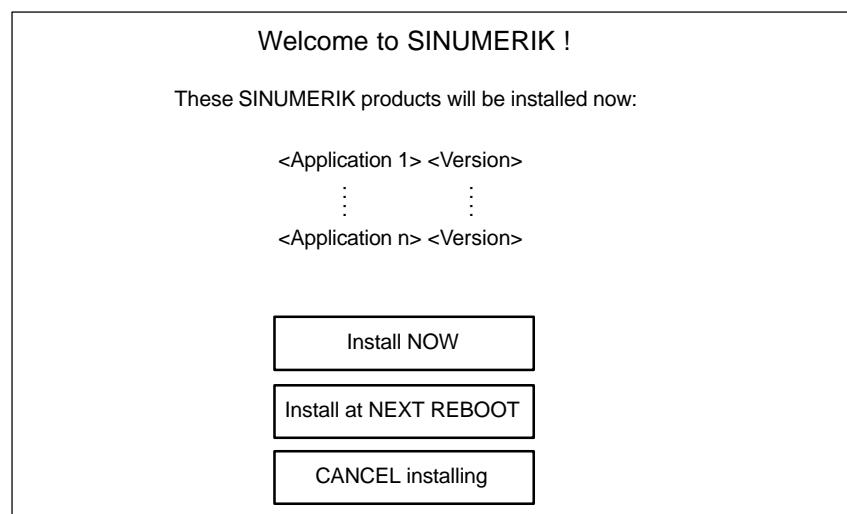 Welcome to SINUMERIK !
These SINUMERIK products will be installed now:
<Application 1> <Version>
<Application n> <Version>
Install NOW
Install at NEXT REBOOT
CANCEL installing